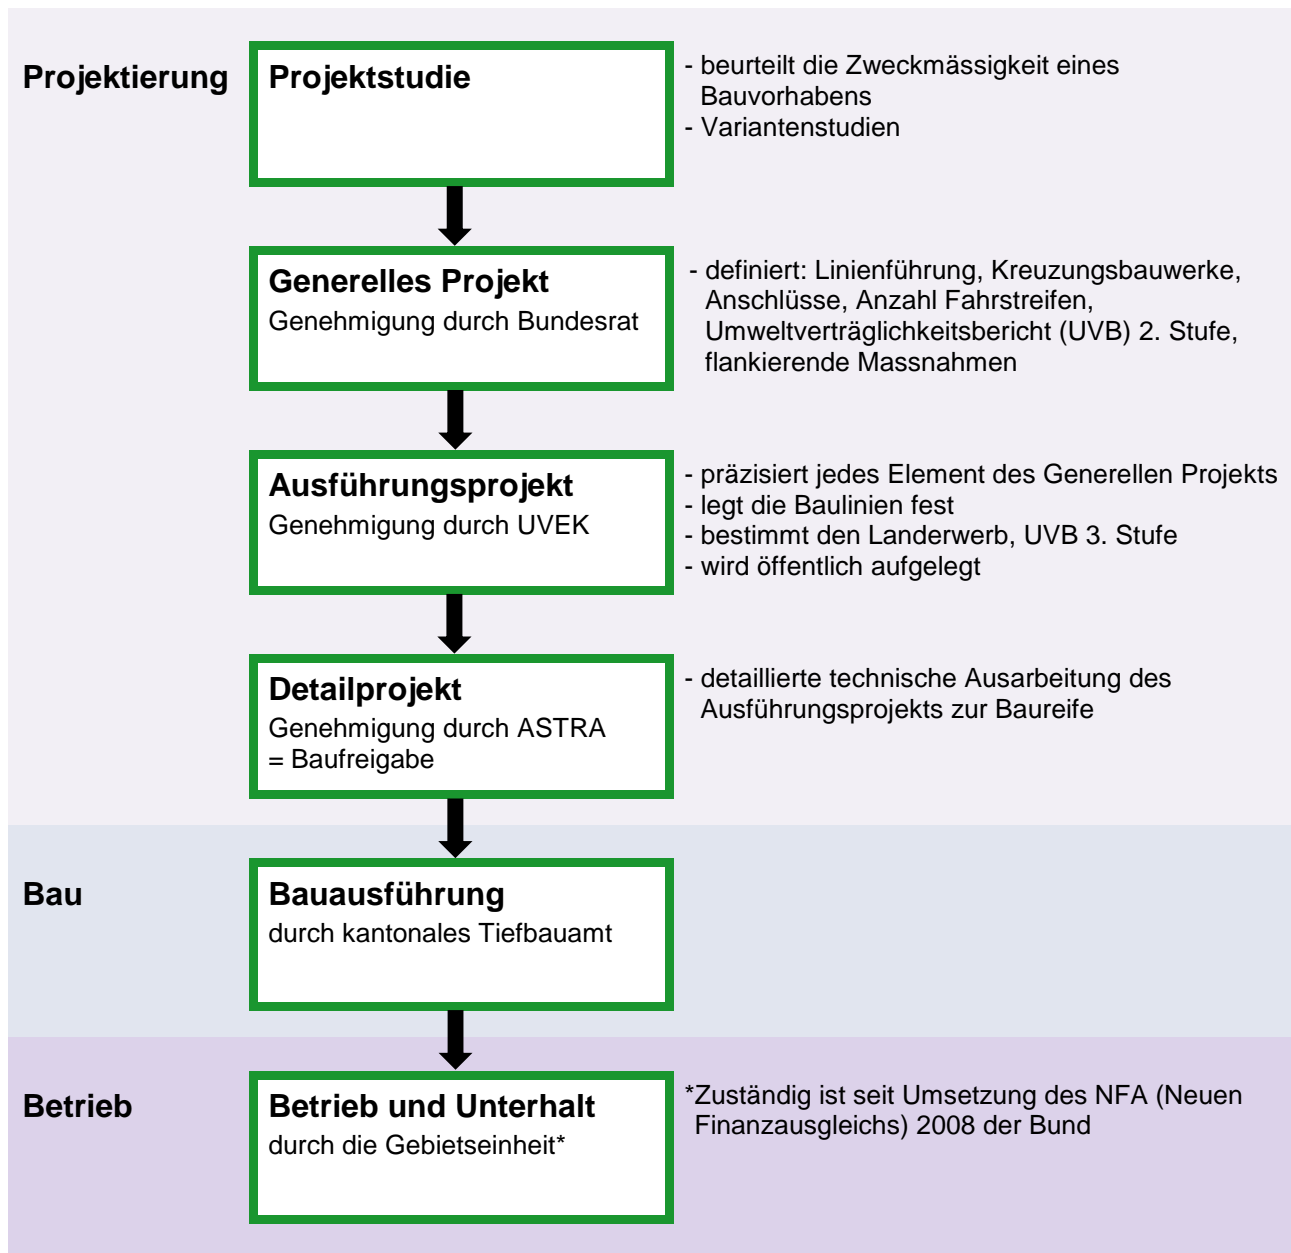 Projektierung
Projektstudie
- beurteilt die Zweckmässigkeit eines
Bauvorhabens
- Variantenstudien
Generelles Projekt
Genehmigung durch Bundesrat
- definiert: Linienführung, Kreuzungsbauwerke,
Anschlüsse, Anzahl Fahrstreifen,
Umweltverträglichkeitsbericht (UVB) 2. Stufe,
flankierende Massnahmen
Ausführungsprojekt
Genehmigung durch UVEK
- präzisiert jedes Element des Generellen Projekts
- legt die Baulinien fest
- bestimmt den Landerwerb, UVB 3. Stufe
- wird öffentlich aufgelegt
Detailprojekt
Genehmigung durch ASTRA
= Baufreigabe
- detaillierte technische Ausarbeitung des
Ausführungsprojekts zur Baureife
Bau
Bauausführung
durch kantonales Tiefbauamt
Betrieb
Betrieb und Unterhalt
durch die Gebietseinheit*
*Zuständig ist seit Umsetzung des NFA (Neuen
Finanzausgleichs) 2008 der Bund